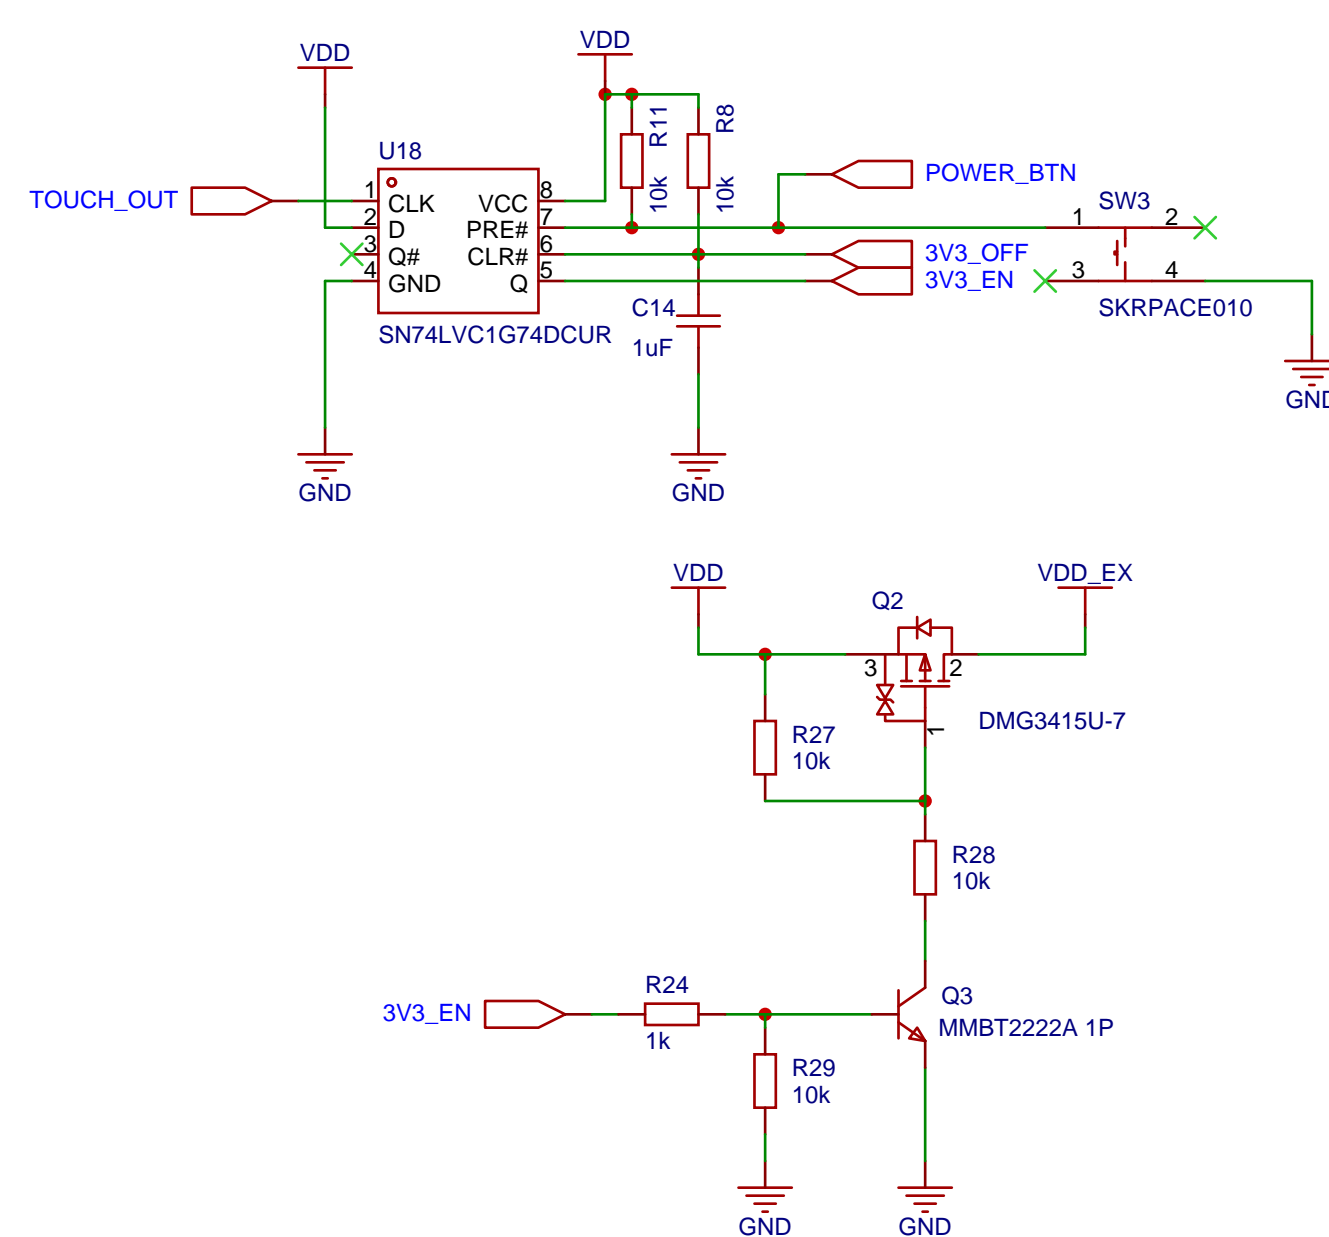 VDD
VDD
U18
R11
10k
R8
10k
TOUCH_OUT
1 CLK
2 D
3 Q#
4 GND
VCC 8
PRE# 7
CLR# 6
Q 5
SN74LVC1G74DCUR
POWER_BTN
3V3_OFF
3V3_EN
SW3
1 2
3 4
SKRPACE010
GND
C14
1uF
GND
GND
VDD
VDD_EX
Q2
3 2
1
DMG3415U-7
R27
10k
R28
10k
3V3_EN
R24
1k
Q3
MMBT2222A 1P
R29
10k
GND
GND